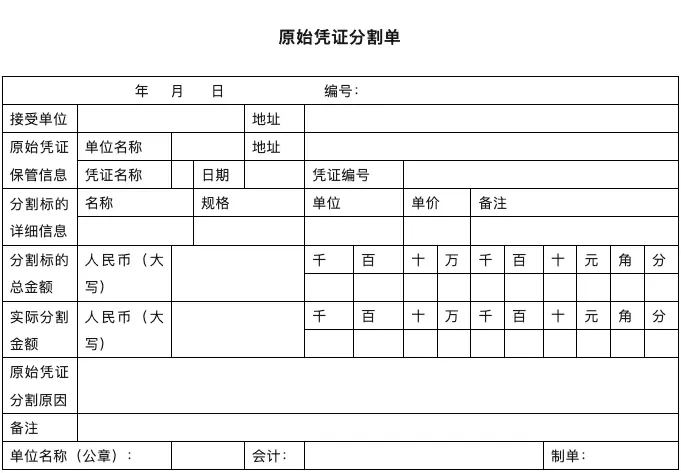 原始凭证分割单
年 月 日 编号：
接受单位 地址
原始凭证 单位名称 地址
保管信息 凭证名称 日期 凭证编号
分割标的 名称 规格 单位 单价 备注
详细信息
分割标的 人民币（大 千 百 十 万 千 百 十 元 角 分
总金额 写）
实际分割 人民币（大 千 百 十 万 千 百 十 元 角 分
金额 写）
原始凭证
分割原因
备注
单位名称（公章）： 会计： 制单：